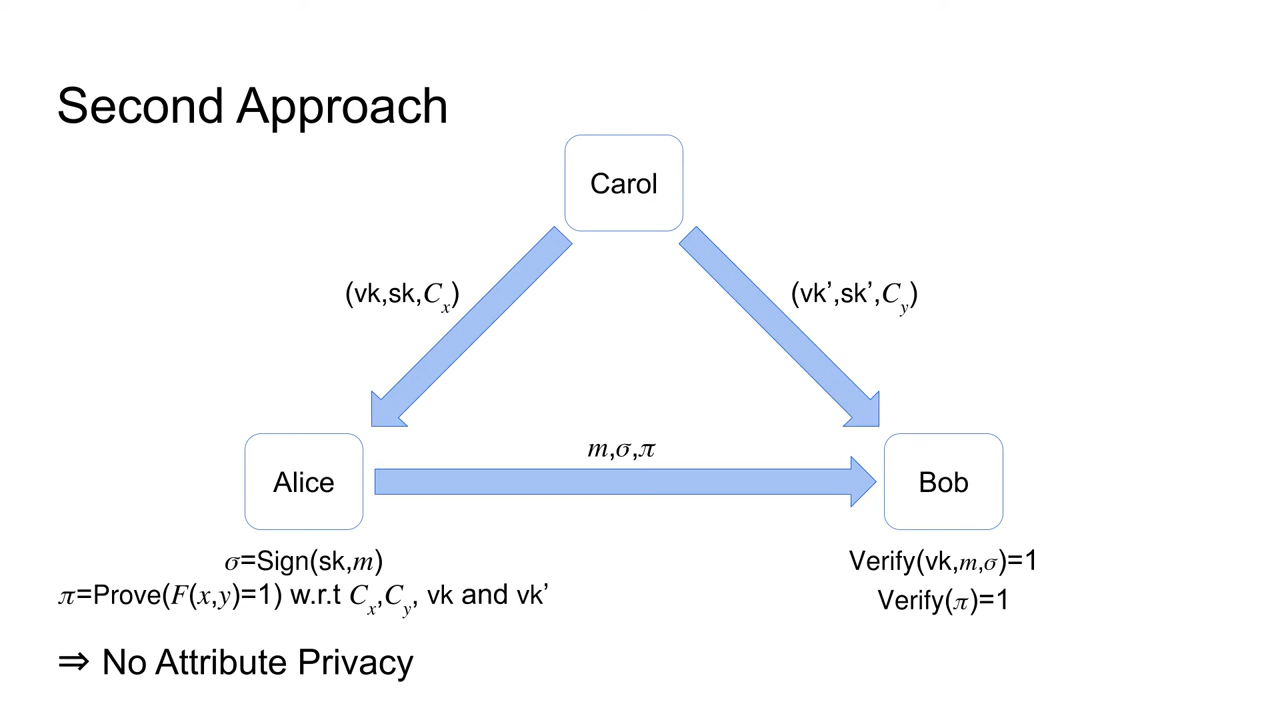 Second Approach
Carol
(vk,sk,Cx)
(vk’,sk’,Cy)
m,σ,π
Alice
Bob
σ=Sign(sk,m)
π=Prove(F(x,y)=1) w.r.t Cx,Cy, vk and vk’
Verify(vk,m,σ)=1
Verify(π)=1
⇒ No Attribute Privacy